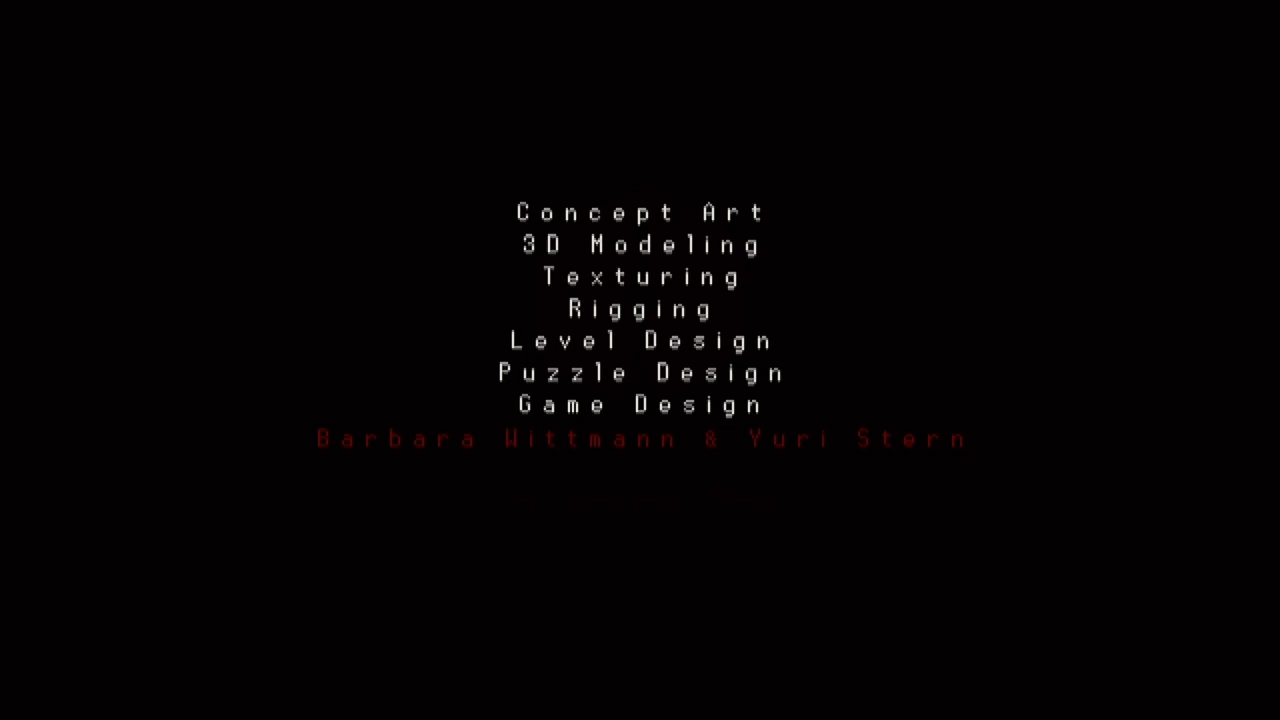 Concept Art
3D Modeling
Texturing
Rigging
Level Design
Puzzle Design
Game Design
Barbara Wittmann & Yuri Stern